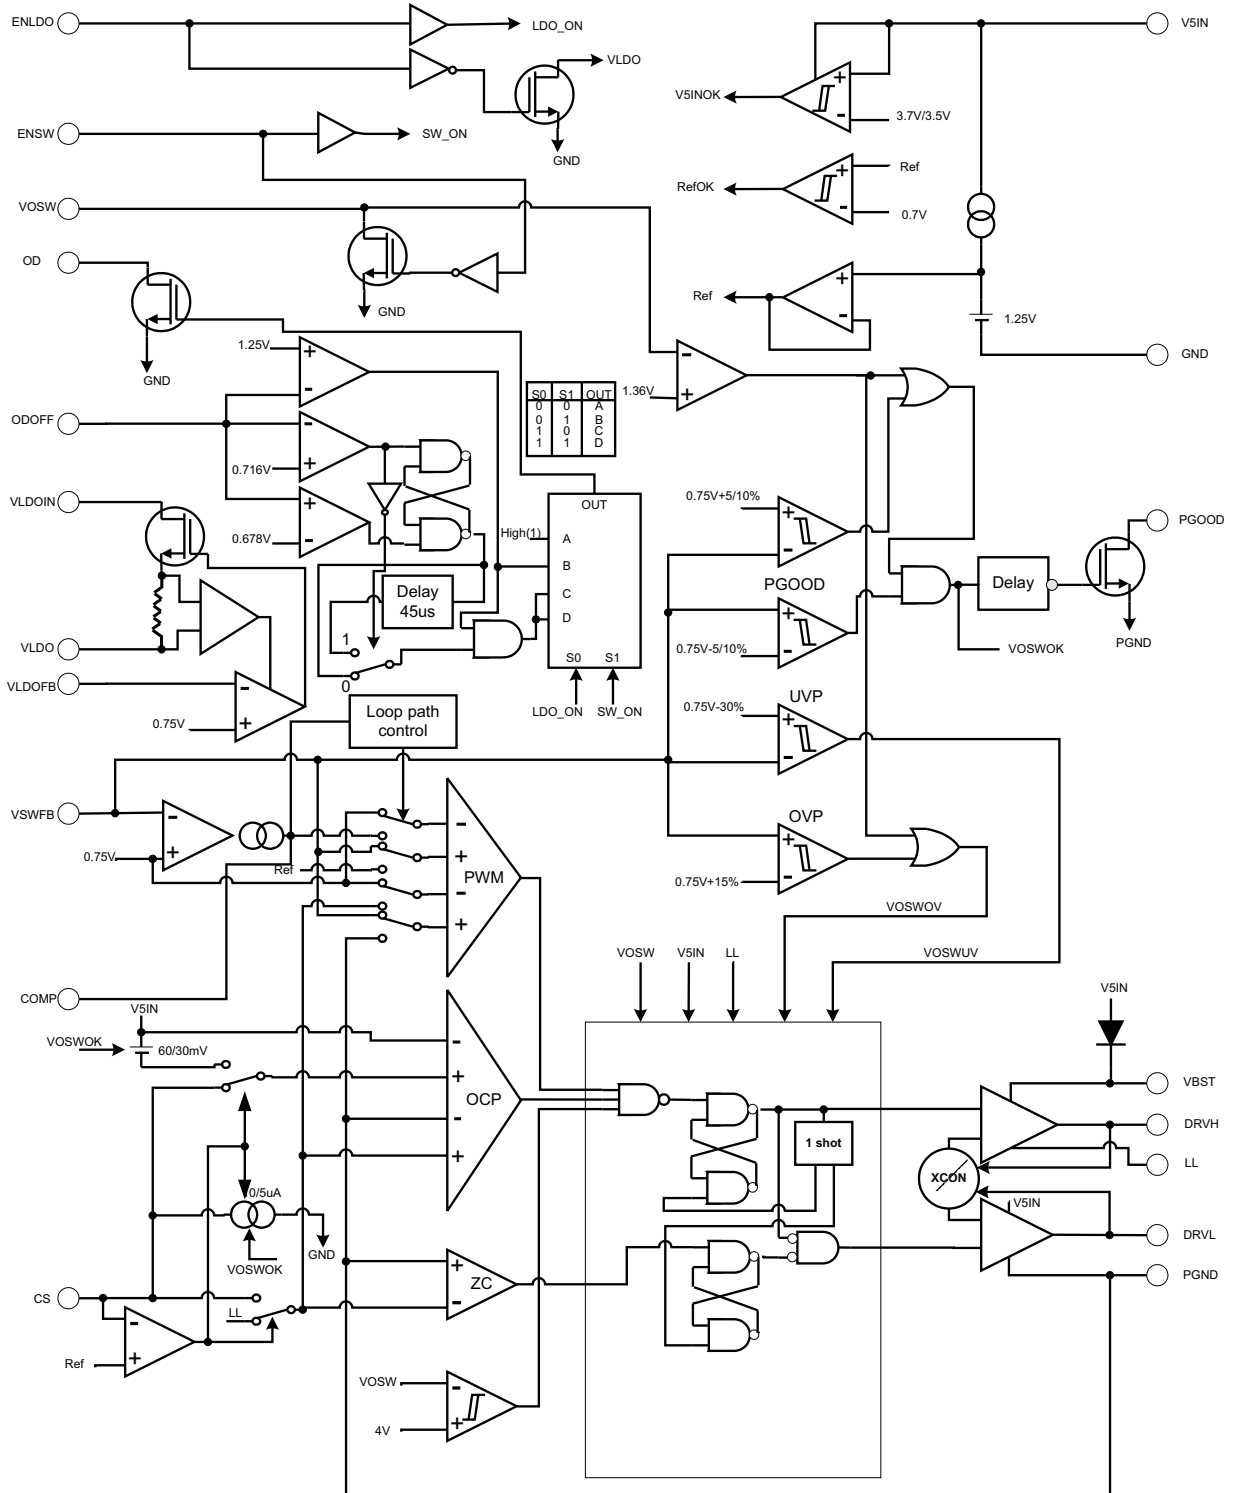 ENLDO
LDO_ON
VLDO
GND
ENSW
SW_ON
VOSW
GND
OD
GND
V5IN
V5INOK
+
-
3.7V/3.5V
RefOK
+
-
Ref
0.7V
Ref
+
-
1.25V
GND
1.25V
+
-
ODOFF
-
+
0.716V
+
-
0.678V
S0 S1 OUT
0 0 A
0 1 B
1 0 C
1 1 D
1.36V
-
+
VLDOIN
High(1)
OUT
A
B
C
D
S0 S1
LDO_ON SW_ON
Delay
45us
1
0
VLDO
VLDOFB
-
+
0.75V
Loop path
control
0.75V+5/10%
+
-
PGOOD
+
-
0.75V-5/10%
Delay
PGOOD
PGND
VOSWOK
UVP
0.75V-30%
+
-
OVP
+
-
0.75V+15%
VOSWOV
VOSWUV
VSWFB
-
+
0.75V
Ref
-
+
-
+
PWM
COMP
V5IN
VOSWOK
60/30mV
-
+
-
+
OCP
VOSW V5IN LL
0/5uA
GND
VOSWOK
CS
LL
-
+
Ref
+
-
ZC
VOSW
-
+
4V
1 shot
V5IN
VBST
DRVH
LL
XCON
V5IN
DRVL
PGND